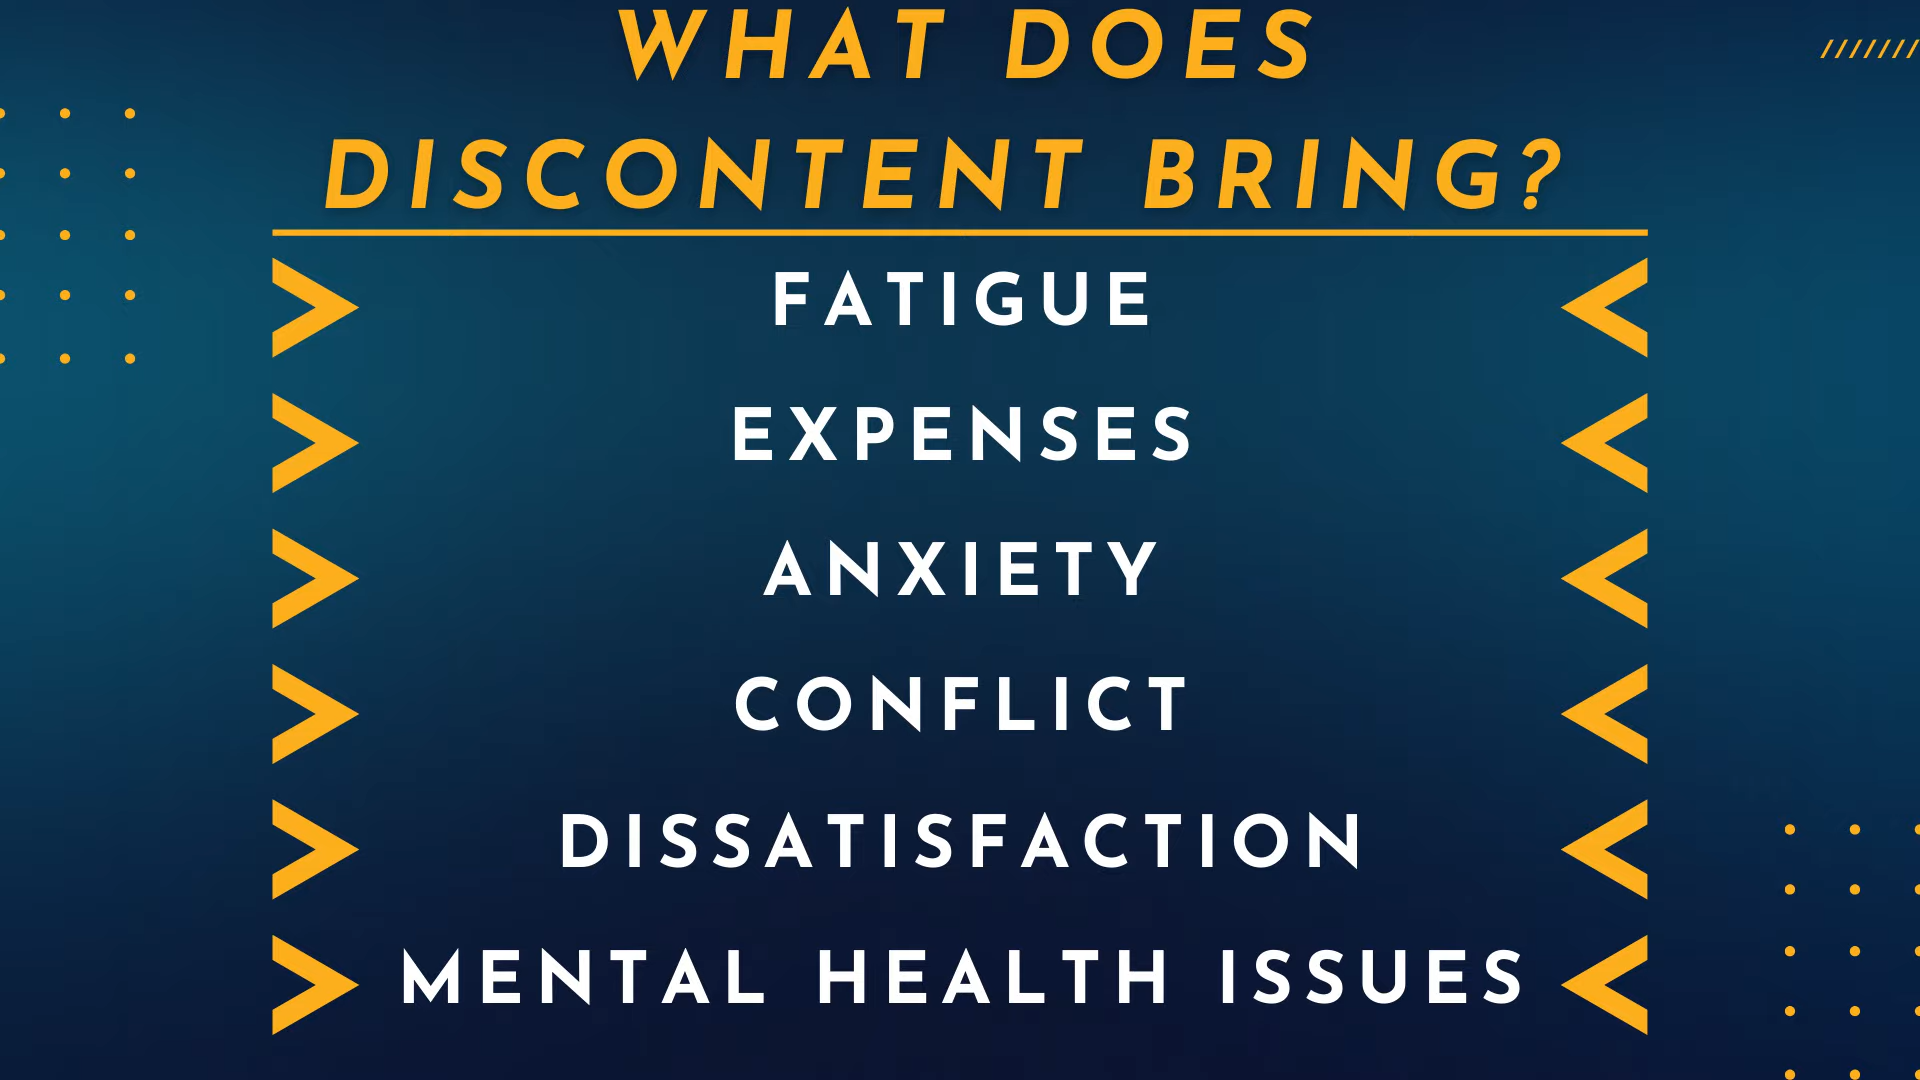 WHAT DOES
DISCONTENT BRING?
FATIGUE
EXPENSES
ANXIETY
CONFLICT
DISSATISFACTION
MENTAL HEALTH ISSUES